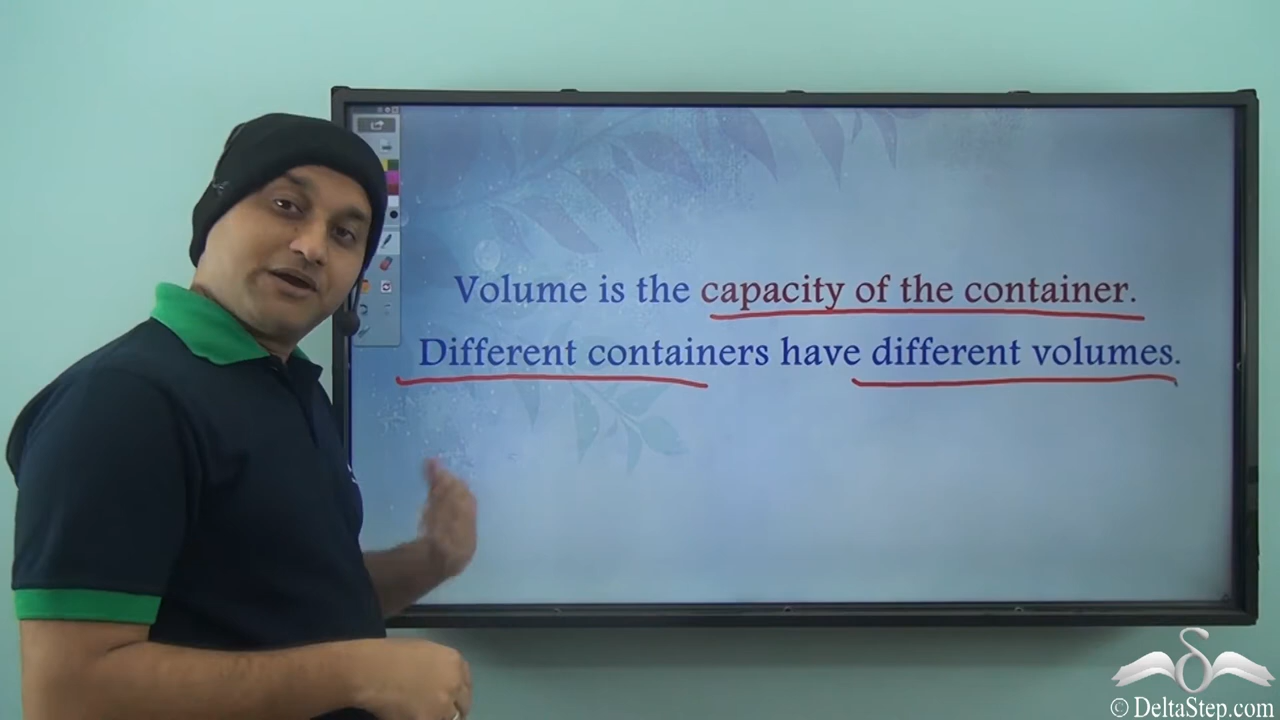 Volume is the capacity of the container.
Different containers have different volumes.
© DeltaStep.com